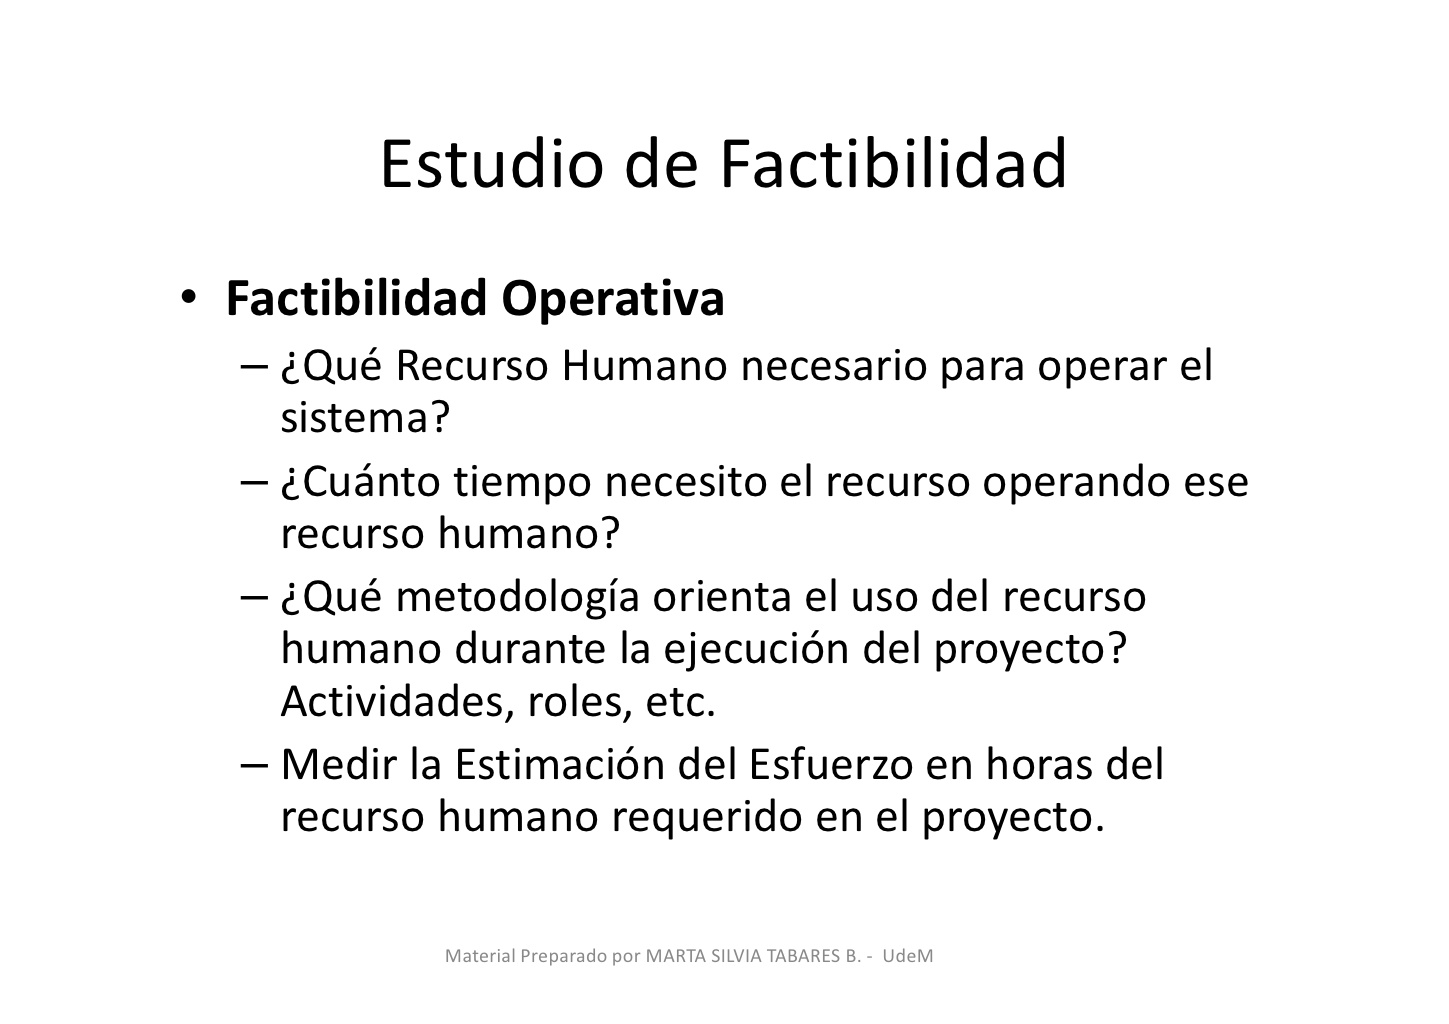 Estudio de Factibilidad
• Factibilidad Operativa
– ¿Qué Recurso Humano necesario para operar el
sistema?
– ¿Cuánto tiempo necesito el recurso operando ese
recurso humano?
– ¿Qué metodología orienta el uso del recurso
humano durante la ejecución del proyecto?
Actividades, roles, etc.
– Medir la Estimación del Esfuerzo en horas del
recurso humano requerido en el proyecto.
Material Preparado por MARTA SILVIA TABARES B. - UdeM